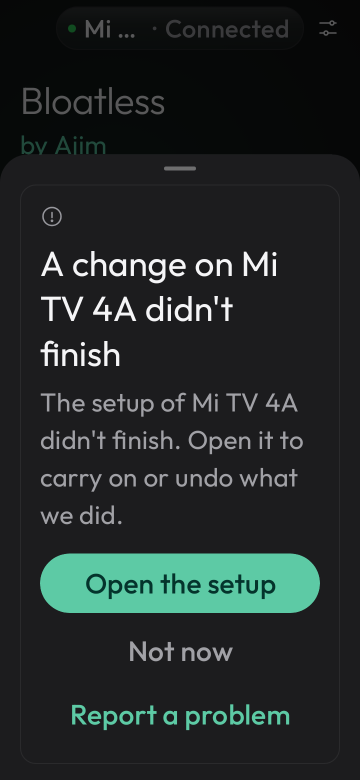 Mi ... · Connected
Bloatless
by Ajim
A change on Mi
TV 4A didn't
finish
The setup of Mi TV 4A
didn't finish. Open it to
carry on or undo what
we did.
Open the setup
Not now
Report a problem